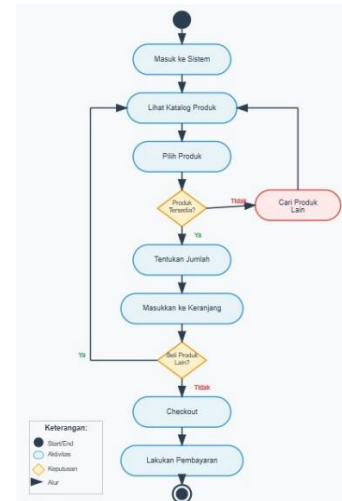 Masuk ke Sistem
Lihat Katalog Produk
Pilih Produk
Produk
Tersedia?
Tidak
Cari Produk
Lain
Ya
Tentukan Jumlah
Masukkan ke Keranjang
Ya
Beli Produk
Lain?
Tidak
Checkout
Lakukan Pembayaran
Keterangan:
Start/End
Aktivitas
Keputusan
Alur